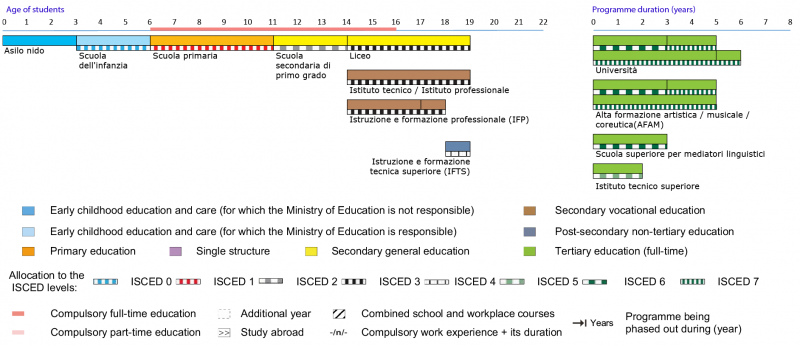 Age of students
Programme duration (years)
0 1 2 3 4 5 6 7 8 9 10 11 12 13 14 15 16 17 18 19 20 21 22
0 1 2 3 4 5 6 7 8
Asilo nido
Scuola
dell'infanzia
Scuola primaria
Scuola
secondaria di
primo grado
Liceo
Istituto tecnico / Istituto professionale
Istruzione e formazione professionale (IFP)
Istruzione e formazione
tecnica superiore (IFTS)
Università
Alta formazione artistica / musicale /
coreutica(AFAM)
Scuola superiore per mediatori linguistici
Istituto tecnico superiore
Early childhood education and care (for which the Ministry of Education is not responsible)
Secondary vocational education
Early childhood education and care (for which the Ministry of Education is responsible)
Post-secondary non-tertiary education
Primary education
Single structure
Secondary general education
Tertiary education (full-time)
Allocation to the
ISCED levels:
ISCED 0
ISCED 1
ISCED 2
ISCED 3
ISCED 4
ISCED 5
ISCED 6
ISCED 7
Compulsory full-time education
Additional year
Combined school and workplace courses
Years
Programme being
phased out during (year)
Compulsory part-time education
>> Study abroad
-/n/- Compulsory work experience + its duration